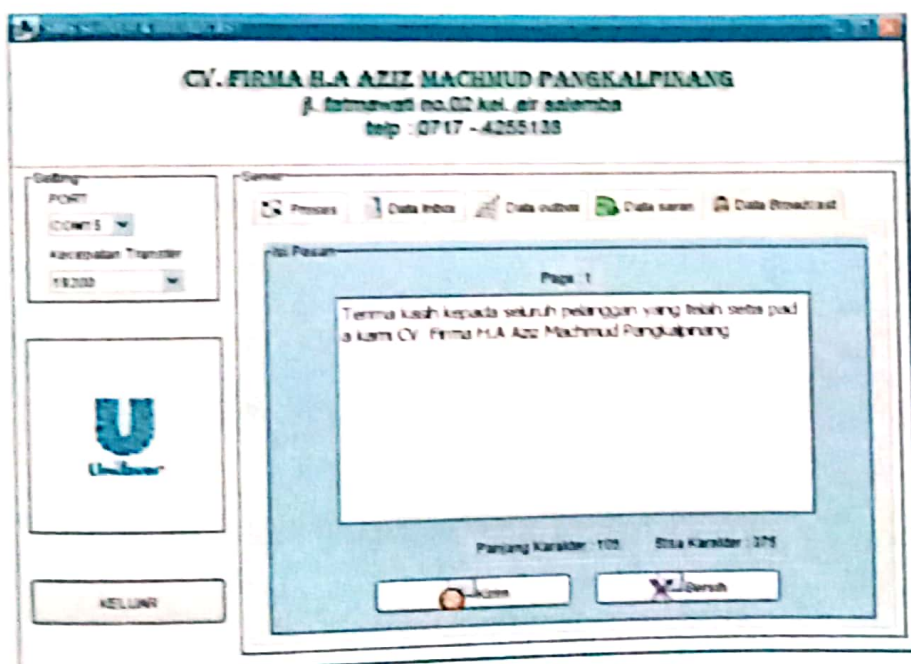 CV. FIRMA H.A AZIZ MACHMUD PANGKALPINANG
jl. fatmawati no.02 kel. air salemba
telp : 0717 - 4255138
Setting
PORT
COM15
Kecepatan Transfer
19200
Unilever
KELUAR
Server
Proses Data Inbox Data outbox Data saran Data Broadcast
Isi Pesan
Page : 1
Terima kasih kepada seluruh pelanggan yang telah setia pad
a kami CV Firma H.A Aziz Machmud Pangkalpinang
Panjang Karakter : 105 Sisa Karakter : 375
Kirim Bersih